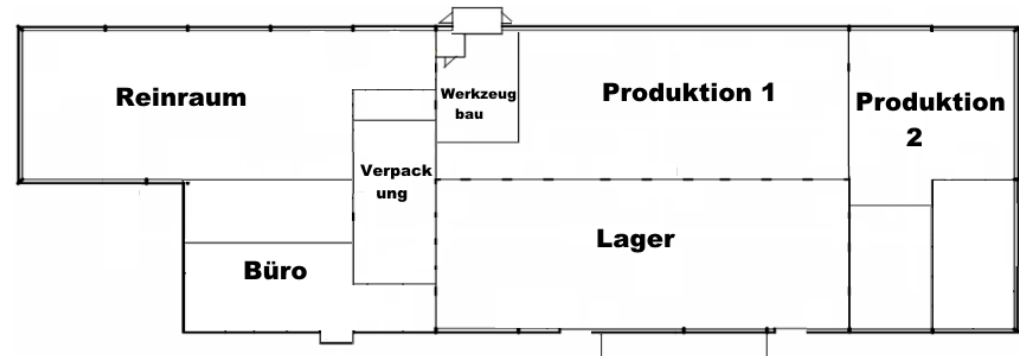 Reinraum
Werkzeug
bau
Produktion 1
Produktion
2
Verpack
ung
Lager
Büro